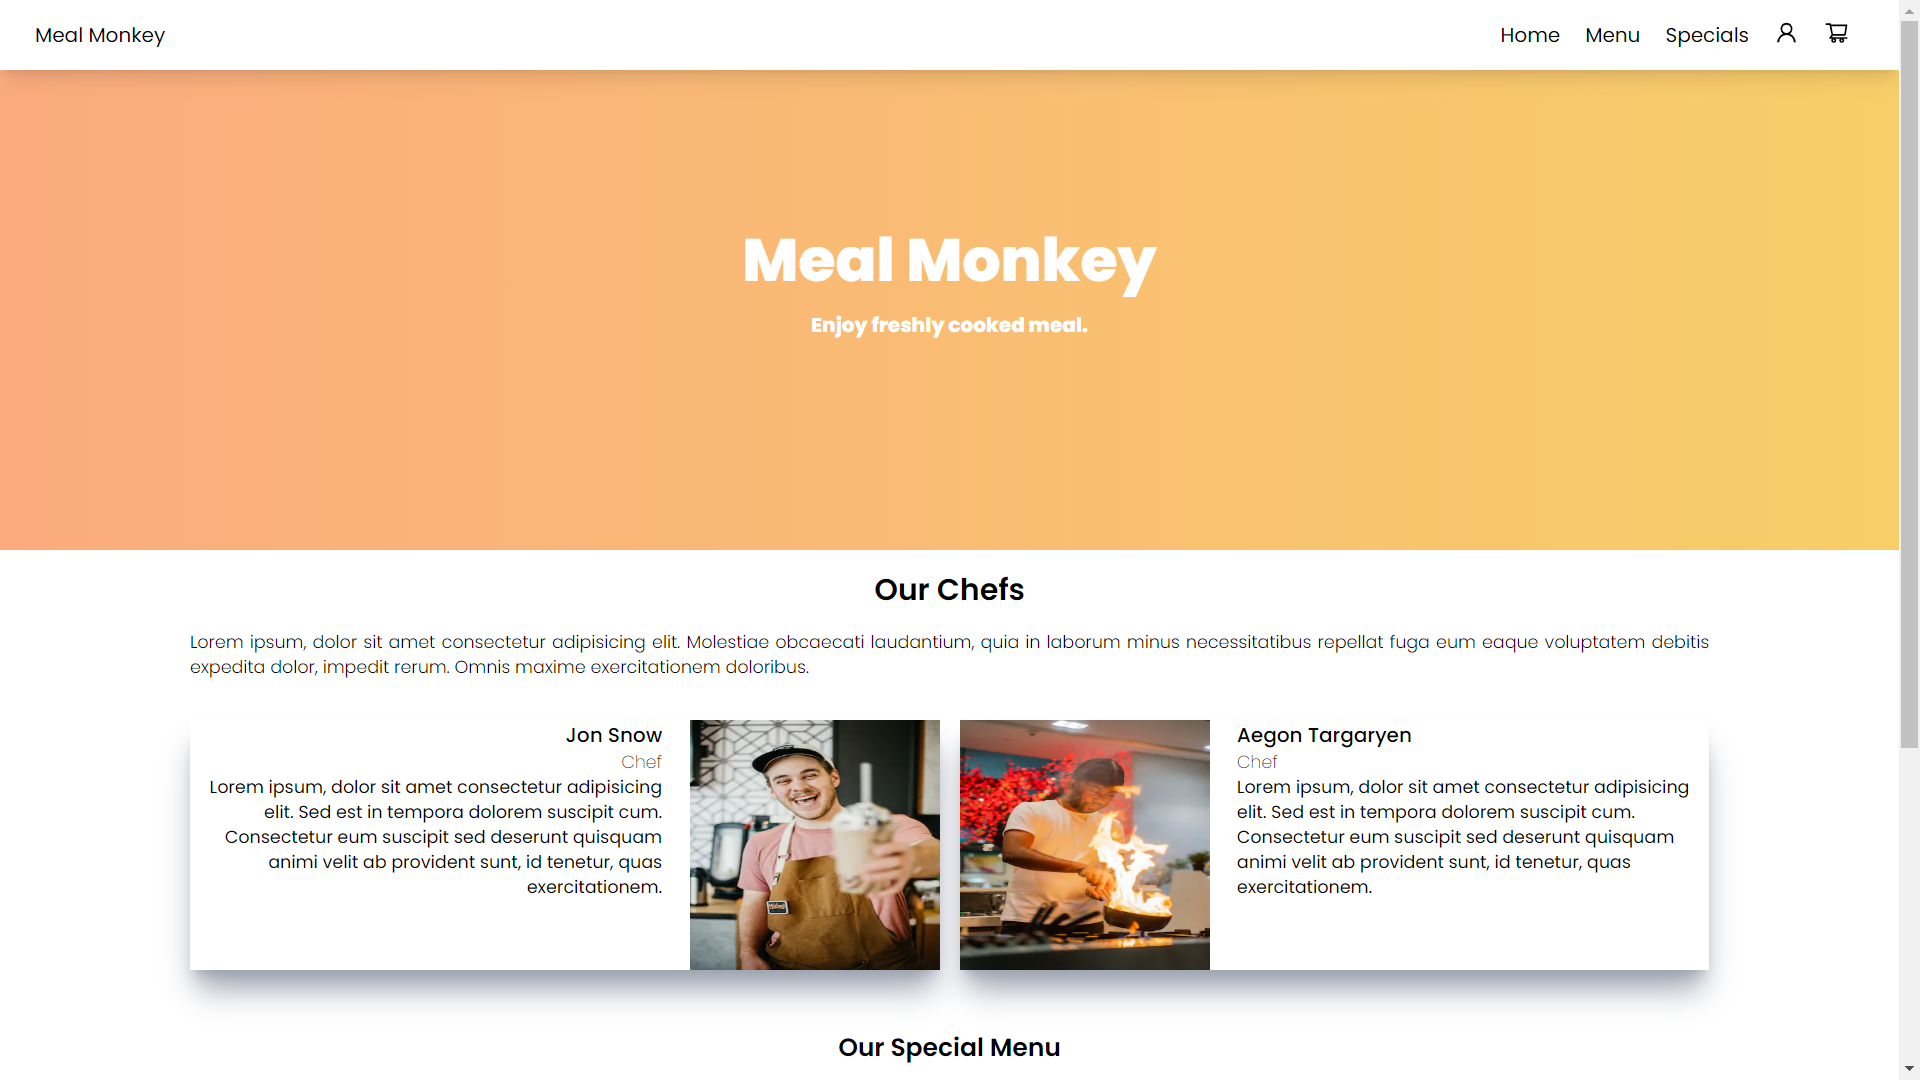 Meal Monkey
Home Menu Specials
Meal Monkey
Enjoy freshly cooked meal.
Our Chefs
Lorem ipsum, dolor sit amet consectetur adipisicing elit. Molestiae obcaecati laudantium, quia in laborum minus necessitatibus repellat fuga eum eaque voluptatem debitis
expedita dolor, impedit rerum. Omnis maxime exercitationem doloribus.
Jon Snow
Chef
Lorem ipsum, dolor sit amet consectetur adipisicing
elit. Sed est in tempora dolorem suscipit cum.
Consectetur eum suscipit sed deserunt quisquam
animi velit ab provident sunt, id tenetur, quas
exercitationem.
Aegon Targaryen
Chef
Lorem ipsum, dolor sit amet consectetur adipisicing
elit. Sed est in tempora dolorem suscipit cum.
Consectetur eum suscipit sed deserunt quisquam
animi velit ab provident sunt, id tenetur, quas
exercitationem.
Our Special Menu